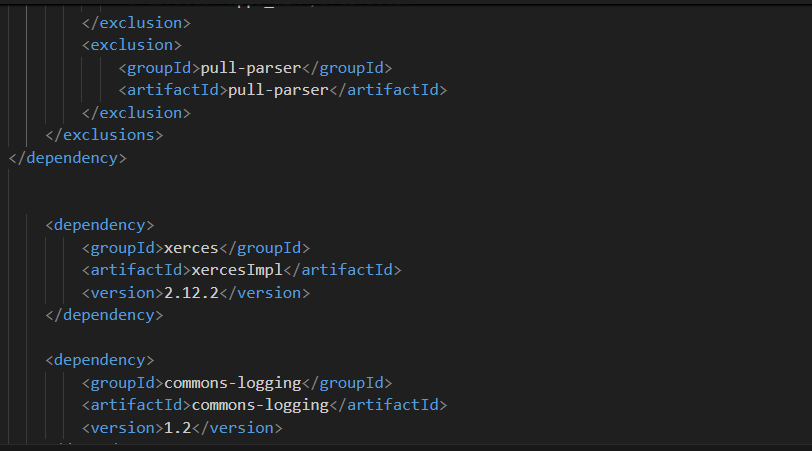 </exclusion>
<exclusion>
<groupId>pull-parser</groupId>
<artifactId>pull-parser</artifactId>
</exclusion>
</exclusions>
</dependency>
<dependency>
<groupId>xerces</groupId>
<artifactId>xercesImpl</artifactId>
<version>2.12.2</version>
</dependency>
<dependency>
<groupId>commons-logging</groupId>
<artifactId>commons-logging</artifactId>
<version>1.2</version>